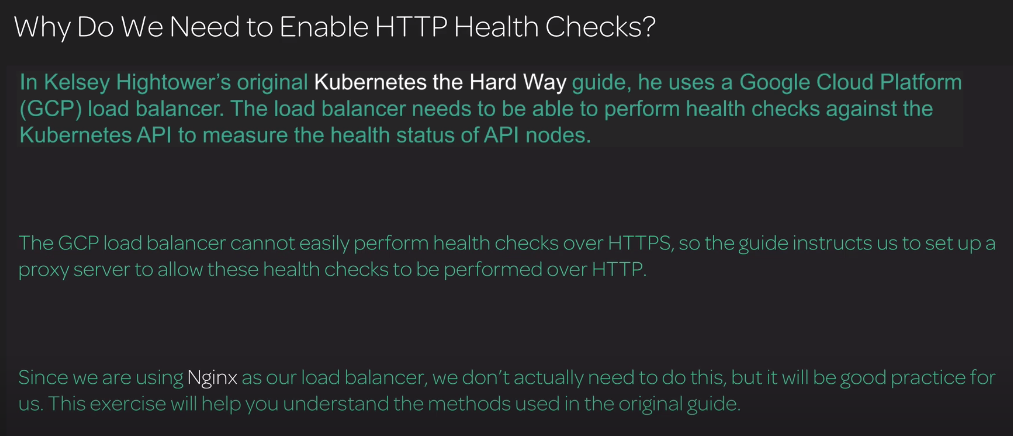 Why Do We Need to Enable HTTP Health Checks?
In Kelsey Hightower's original Kubernetes the Hard Way guide, he uses a Google Cloud Platform
(GCP) load balancer. The load balancer needs to be able to perform health checks against the
Kubernetes API to measure the health status of API nodes.
The GCP load balancer cannot easily perform health checks over HTTPS, so the guide instructs us to set up a
proxy server to allow these health checks to be performed over HTTP.
Since we are using Nginx as our load balancer, we don't actually need to do this, but it will be good practice for
us. This exercise will help you understand the methods used in the original guide.